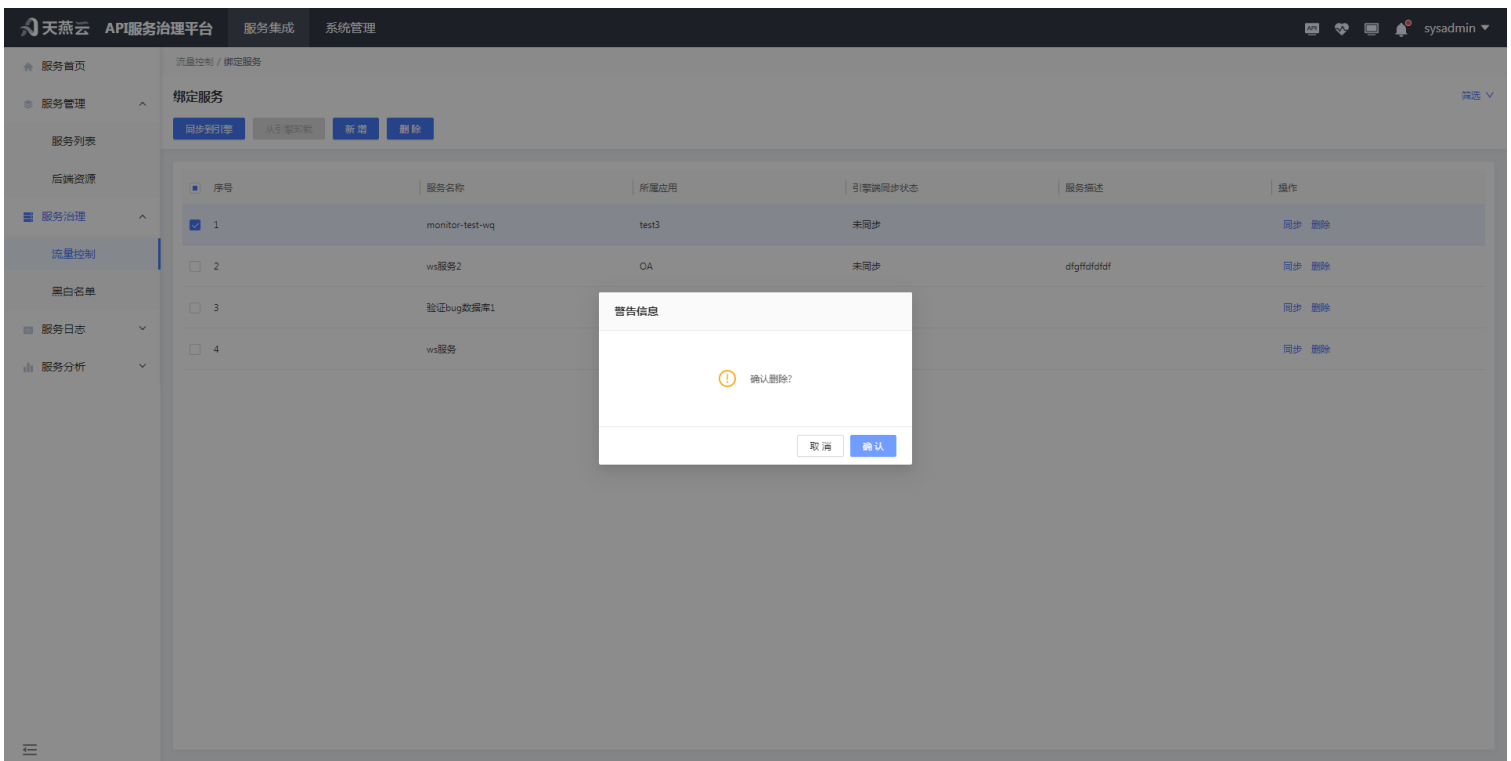 天燕云 API服务治理平台 服务集成 系统管理 API sysadmin
服务首页
服务管理
服务列表
后端资源
服务治理
流量控制
黑白名单
服务日志
服务分析
流量控制 / 绑定服务
绑定服务 筛选
同步到引擎 从引擎卸载 新增 删除
序号 服务名称 所属应用 引擎端同步状态 服务描述 操作
1 monitor-test-wq test3 未同步 同步 删除
2 ws服务2 OA 未同步 dfgffdfdfdf 同步 删除
3 验证bug数据库1 同步 删除
4 ws服务 同步 删除
警告信息
确认删除?
取消 确认